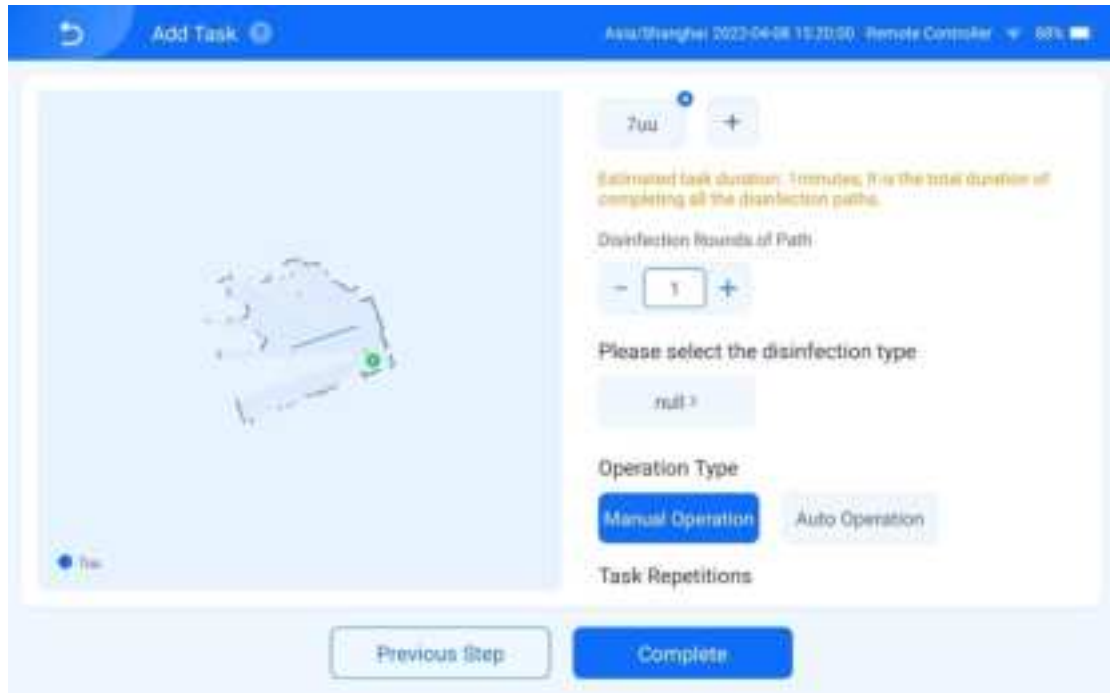 Add Task
Asia/Shanghai 2022-04-08 15:20:00 Remote Controller 88%
7uu
+
Estimated task duration: 1minutes, It is the total duration of
completing all the disinfection paths.
Disinfection Rounds of Path
- 1 +
Please select the disinfection type
null >
Operation Type
Manual Operation Auto Operation
Task Repetitions
7uu
Previous Step Complete